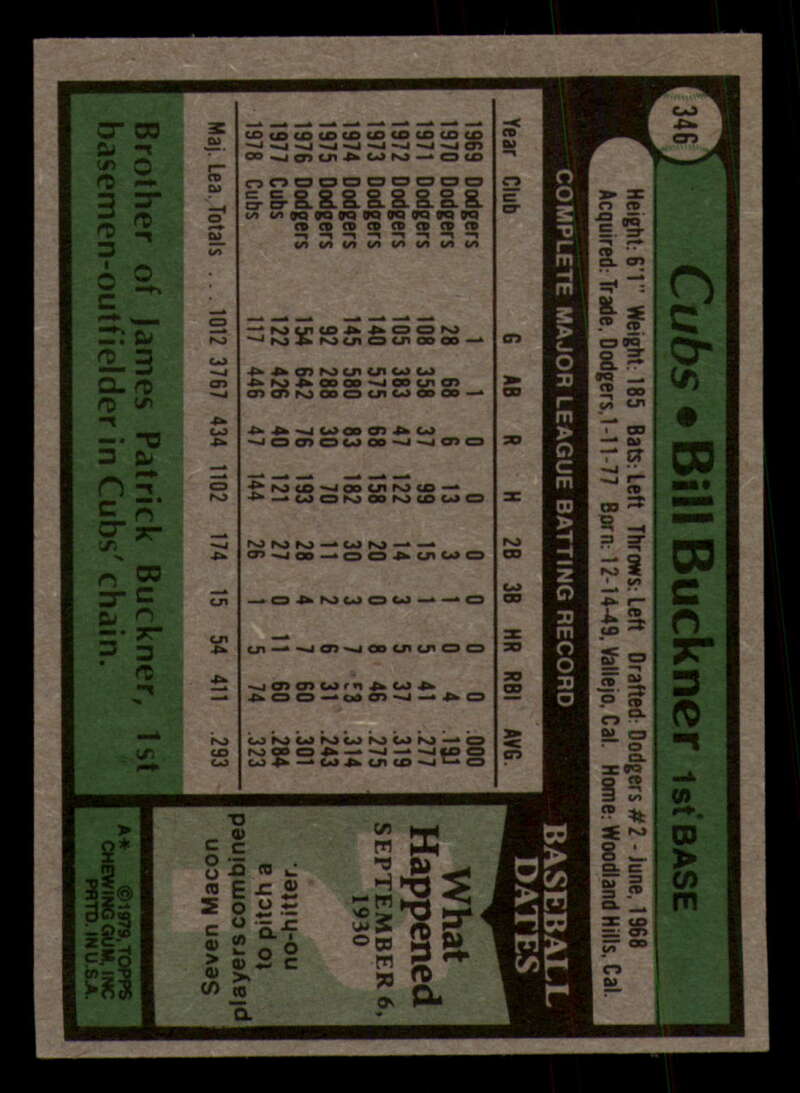 346
Cubs • Bill Buckner 1st BASE
Height: 6'1" Weight: 185 Bats: Left Throws: Left Drafted: Dodgers #2 - June, 1968
Acquired: Trade, Dodgers, 1-11-77 Born: 12-14-49, Vallejo, Cal. Home: Woodland Hills, Cal.
COMPLETE MAJOR LEAGUE BATTING RECORD
Year Club G AB R H 2B 3B HR RBI AVG.
1969 Dodgers 1 1 0 0 0 0 0 0 .000
1970 Dodgers 28 68 6 13 3 1 0 4 .191
1971 Dodgers 108 358 37 99 15 1 5 41 .277
1972 Dodgers 105 383 47 122 14 3 5 37 .319
1973 Dodgers 140 575 68 158 20 0 8 46 .275
1974 Dodgers 145 580 83 182 30 3 7 53 .314
1975 Dodgers 92 288 30 70 11 2 6 31 .243
1976 Dodgers 154 642 76 193 28 4 7 60 .301
1977 Cubs 122 426 40 121 27 0 11 60 .284
1978 Cubs 117 446 47 144 26 1 5 74 .323
Maj. Lea. Totals . . . 1012 3767 434 1102 174 15 54 411 .293
Brother of James Patrick Buckner, 1st
basemen-outfielder in Cubs' chain.
BASEBALL
DATES
What
Happened
SEPTEMBER 6,
1930
Seven Macon
players combined
to pitch a
no-hitter.
A* ©1979, TOPPS
CHEWING GUM, INC
PRTD. IN U.S.A.